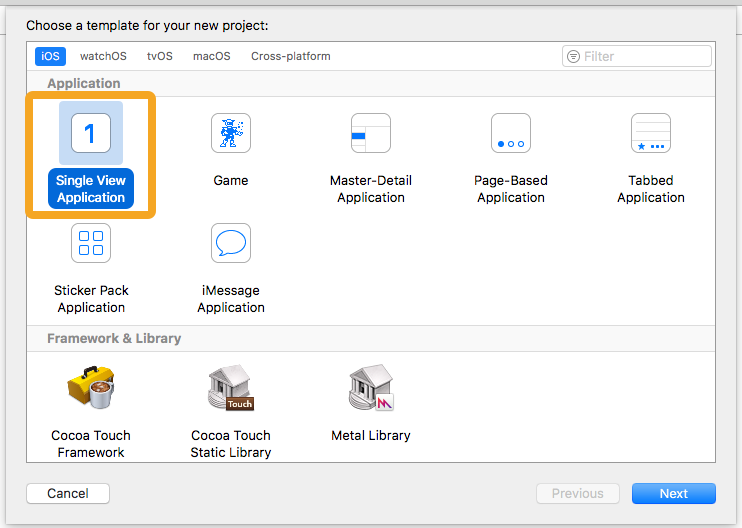 Choose a template for your new project:
iOS watchOS tvOS macOS Cross-platform Filter
Application
1
Single View Application
Game
Master-Detail Application
Page-Based Application
Tabbed Application
Sticker Pack Application
iMessage Application
Framework & Library
Touch
Cocoa Touch Framework
Cocoa Touch Static Library
Metal Library
Cancel Previous Next